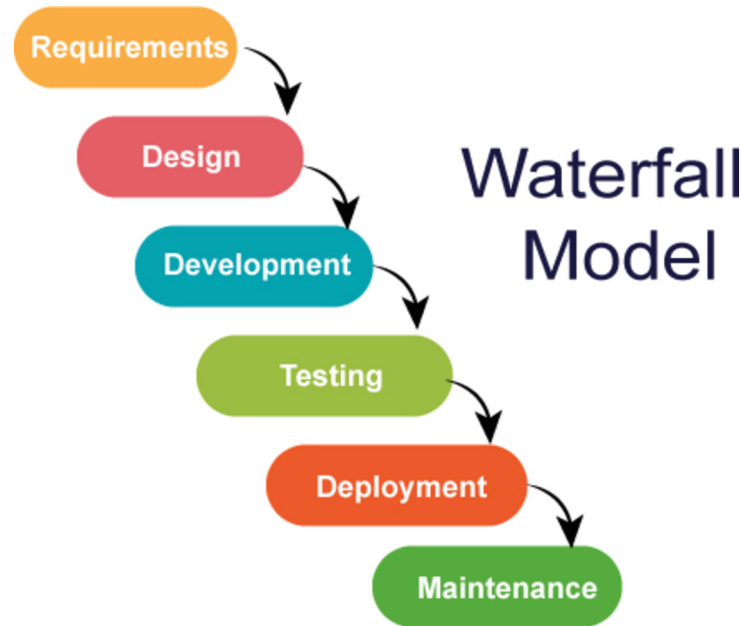 Requirements
Design
Waterfall
Model
Development
Testing
Deployment
Maintenance